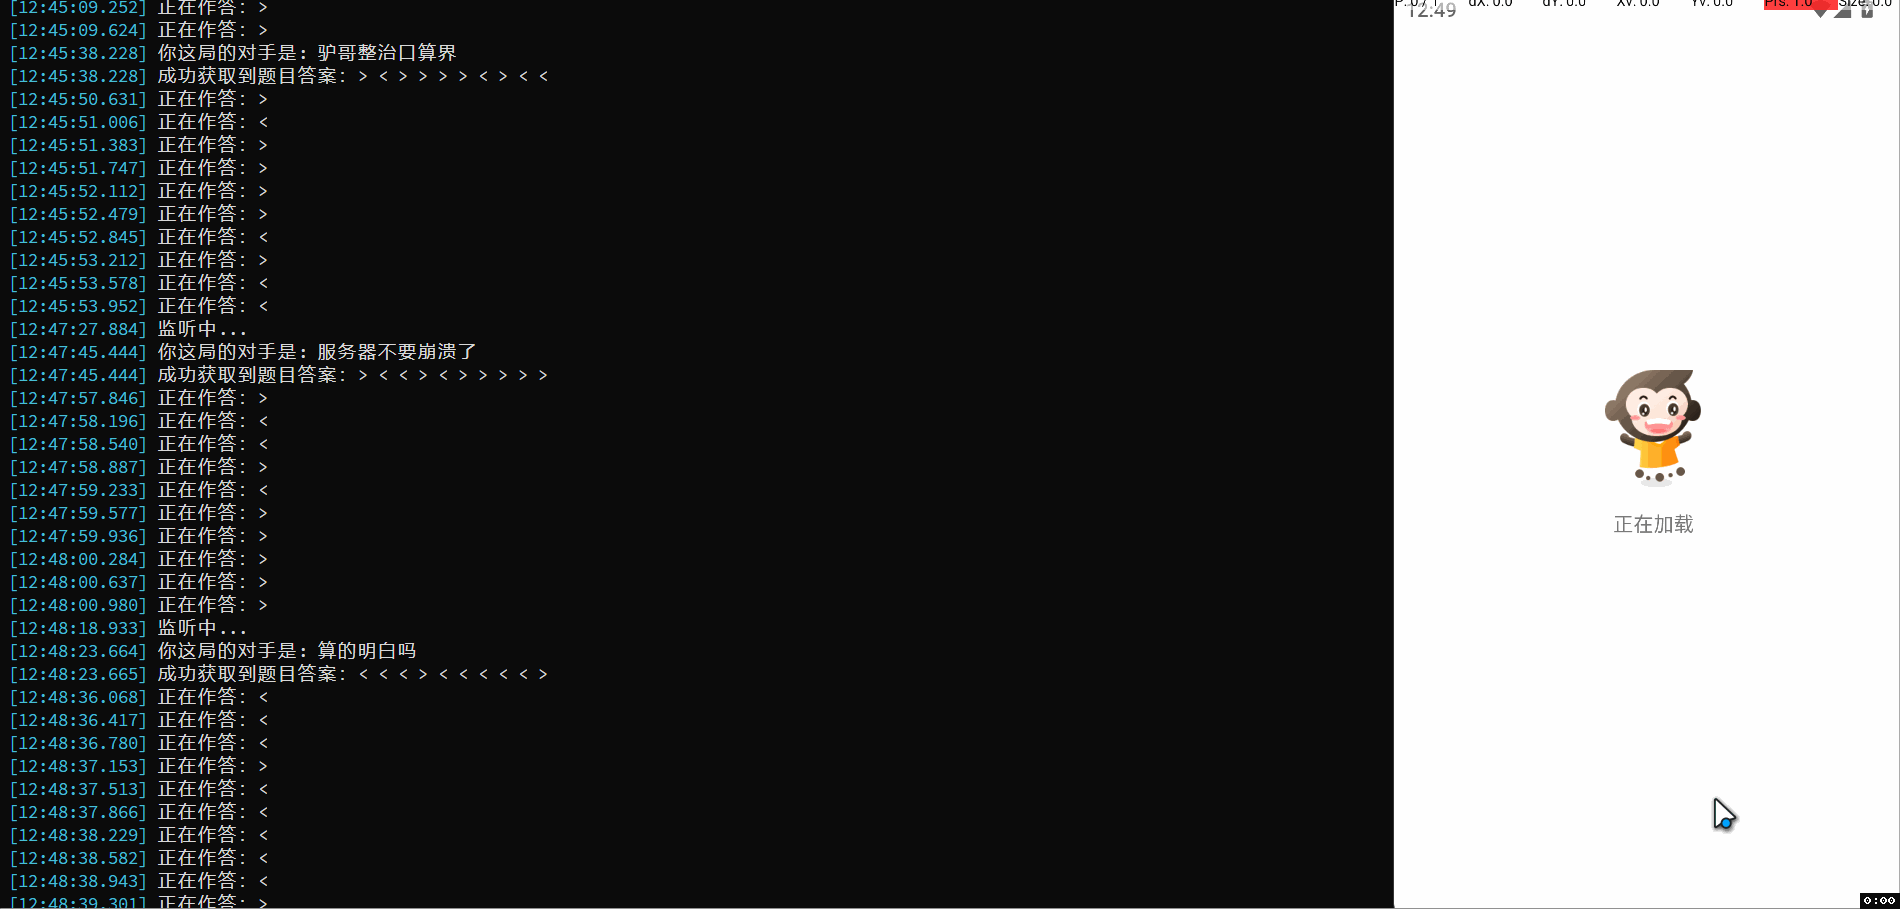 [12:45:09.252] 正在作答: >
[12:45:09.624] 正在作答: >
[12:45:38.228] 你这局的对手是: 驴哥整治口算界
[12:45:38.228] 成功获取到题目答案: > < > > > > < > < <
[12:45:50.631] 正在作答: >
[12:45:51.006] 正在作答: <
[12:45:51.383] 正在作答: >
[12:45:51.747] 正在作答: >
[12:45:52.112] 正在作答: >
[12:45:52.479] 正在作答: >
[12:45:52.845] 正在作答: <
[12:45:53.212] 正在作答: >
[12:45:53.578] 正在作答: <
[12:45:53.952] 正在作答: <
[12:47:27.884] 监听中...
[12:47:45.444] 你这局的对手是: 服务器不要崩溃了
[12:47:45.444] 成功获取到题目答案: > < < > < > > > > >
[12:47:57.846] 正在作答: >
[12:47:58.196] 正在作答: <
[12:47:58.540] 正在作答: <
[12:47:58.887] 正在作答: >
[12:47:59.233] 正在作答: <
[12:47:59.577] 正在作答: >
[12:47:59.936] 正在作答: >
[12:48:00.284] 正在作答: >
[12:48:00.637] 正在作答: >
[12:48:00.980] 正在作答: >
[12:48:18.933] 监听中...
[12:48:23.664] 你这局的对手是: 算的明白吗
[12:48:23.665] 成功获取到题目答案: < < < > < < < < < >
[12:48:36.068] 正在作答: <
[12:48:36.417] 正在作答: <
[12:48:36.780] 正在作答: <
[12:48:37.153] 正在作答: >
[12:48:37.513] 正在作答: <
[12:48:37.866] 正在作答: <
[12:48:38.229] 正在作答: <
[12:48:38.582] 正在作答: <
[12:48:38.943] 正在作答: <
[12:48:39.301] 正在作答: >
P: 0 / 1 dX: 0.0 dY: 0.0 Xv: 0.0 Yv: 0.0 Prs: 1.0 Size: 0.0
12:49
正在加载
0:00